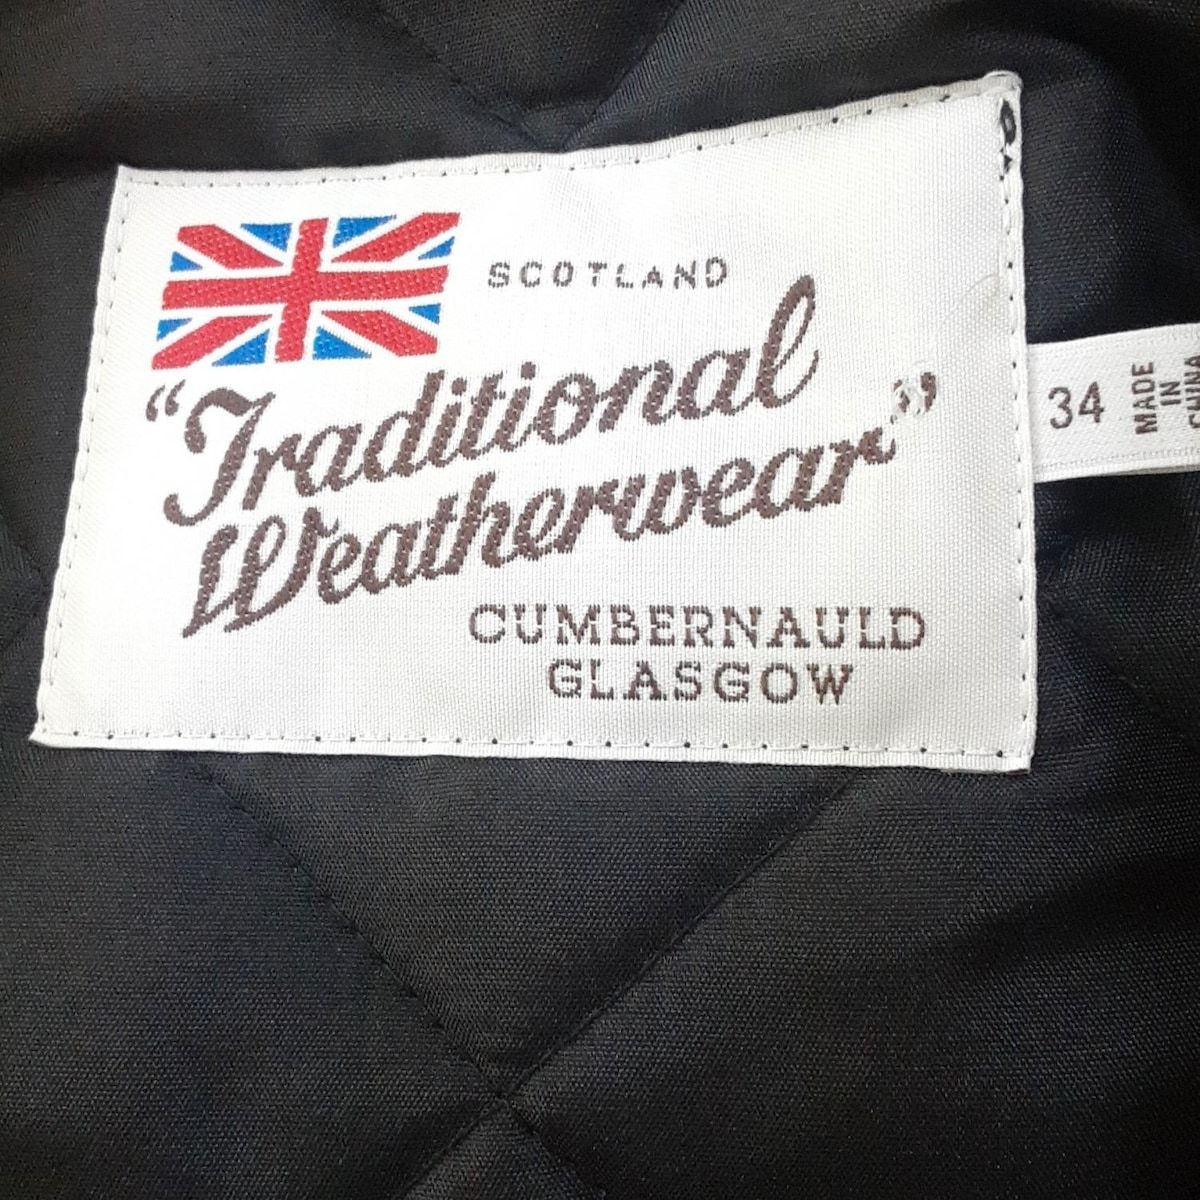 SCOTLAND
"Traditional
Weatherwear"
CUMBERNAULD
GLASGOW
34
MADE
IN
CHINA